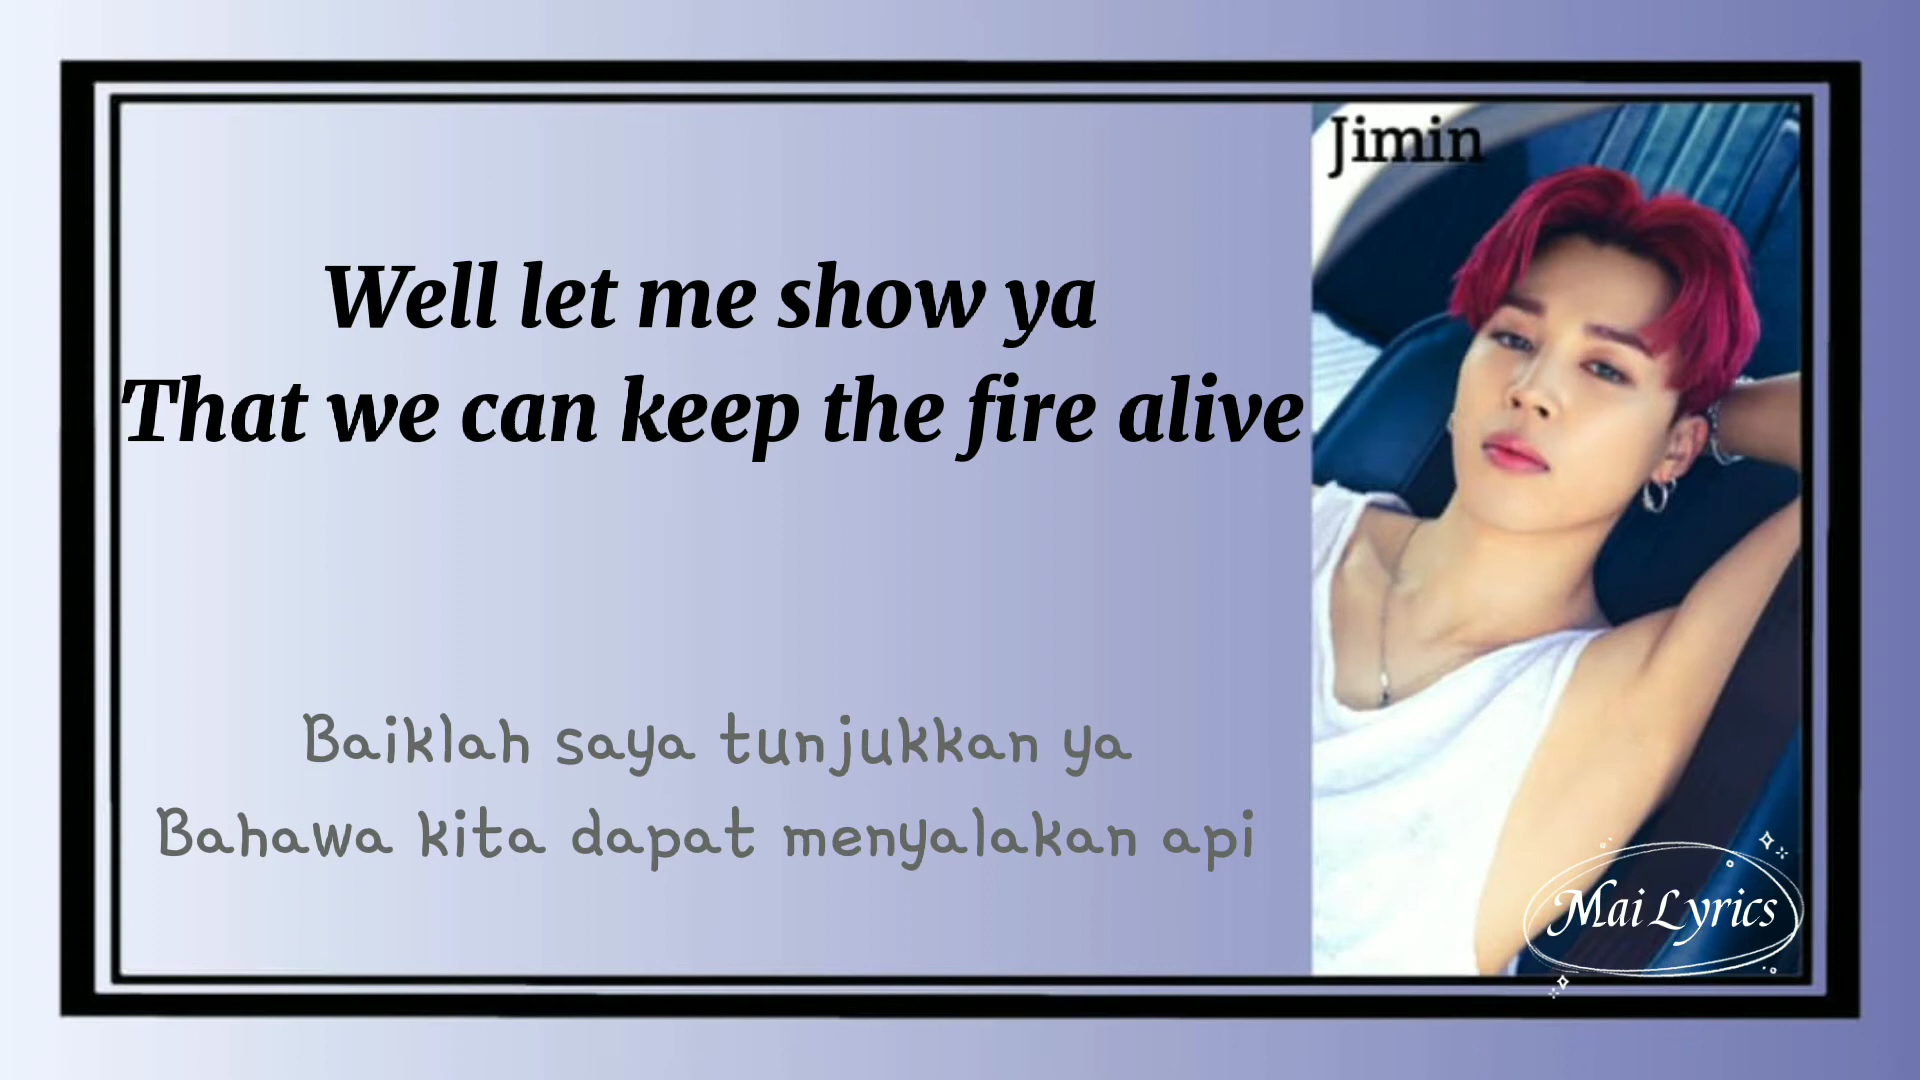 Jimin
Well let me show ya
That we can keep the fire alive
Baiklah saya tunjukkan ya
Bahawa kita dapat menyalakan api
Mai Lyrics